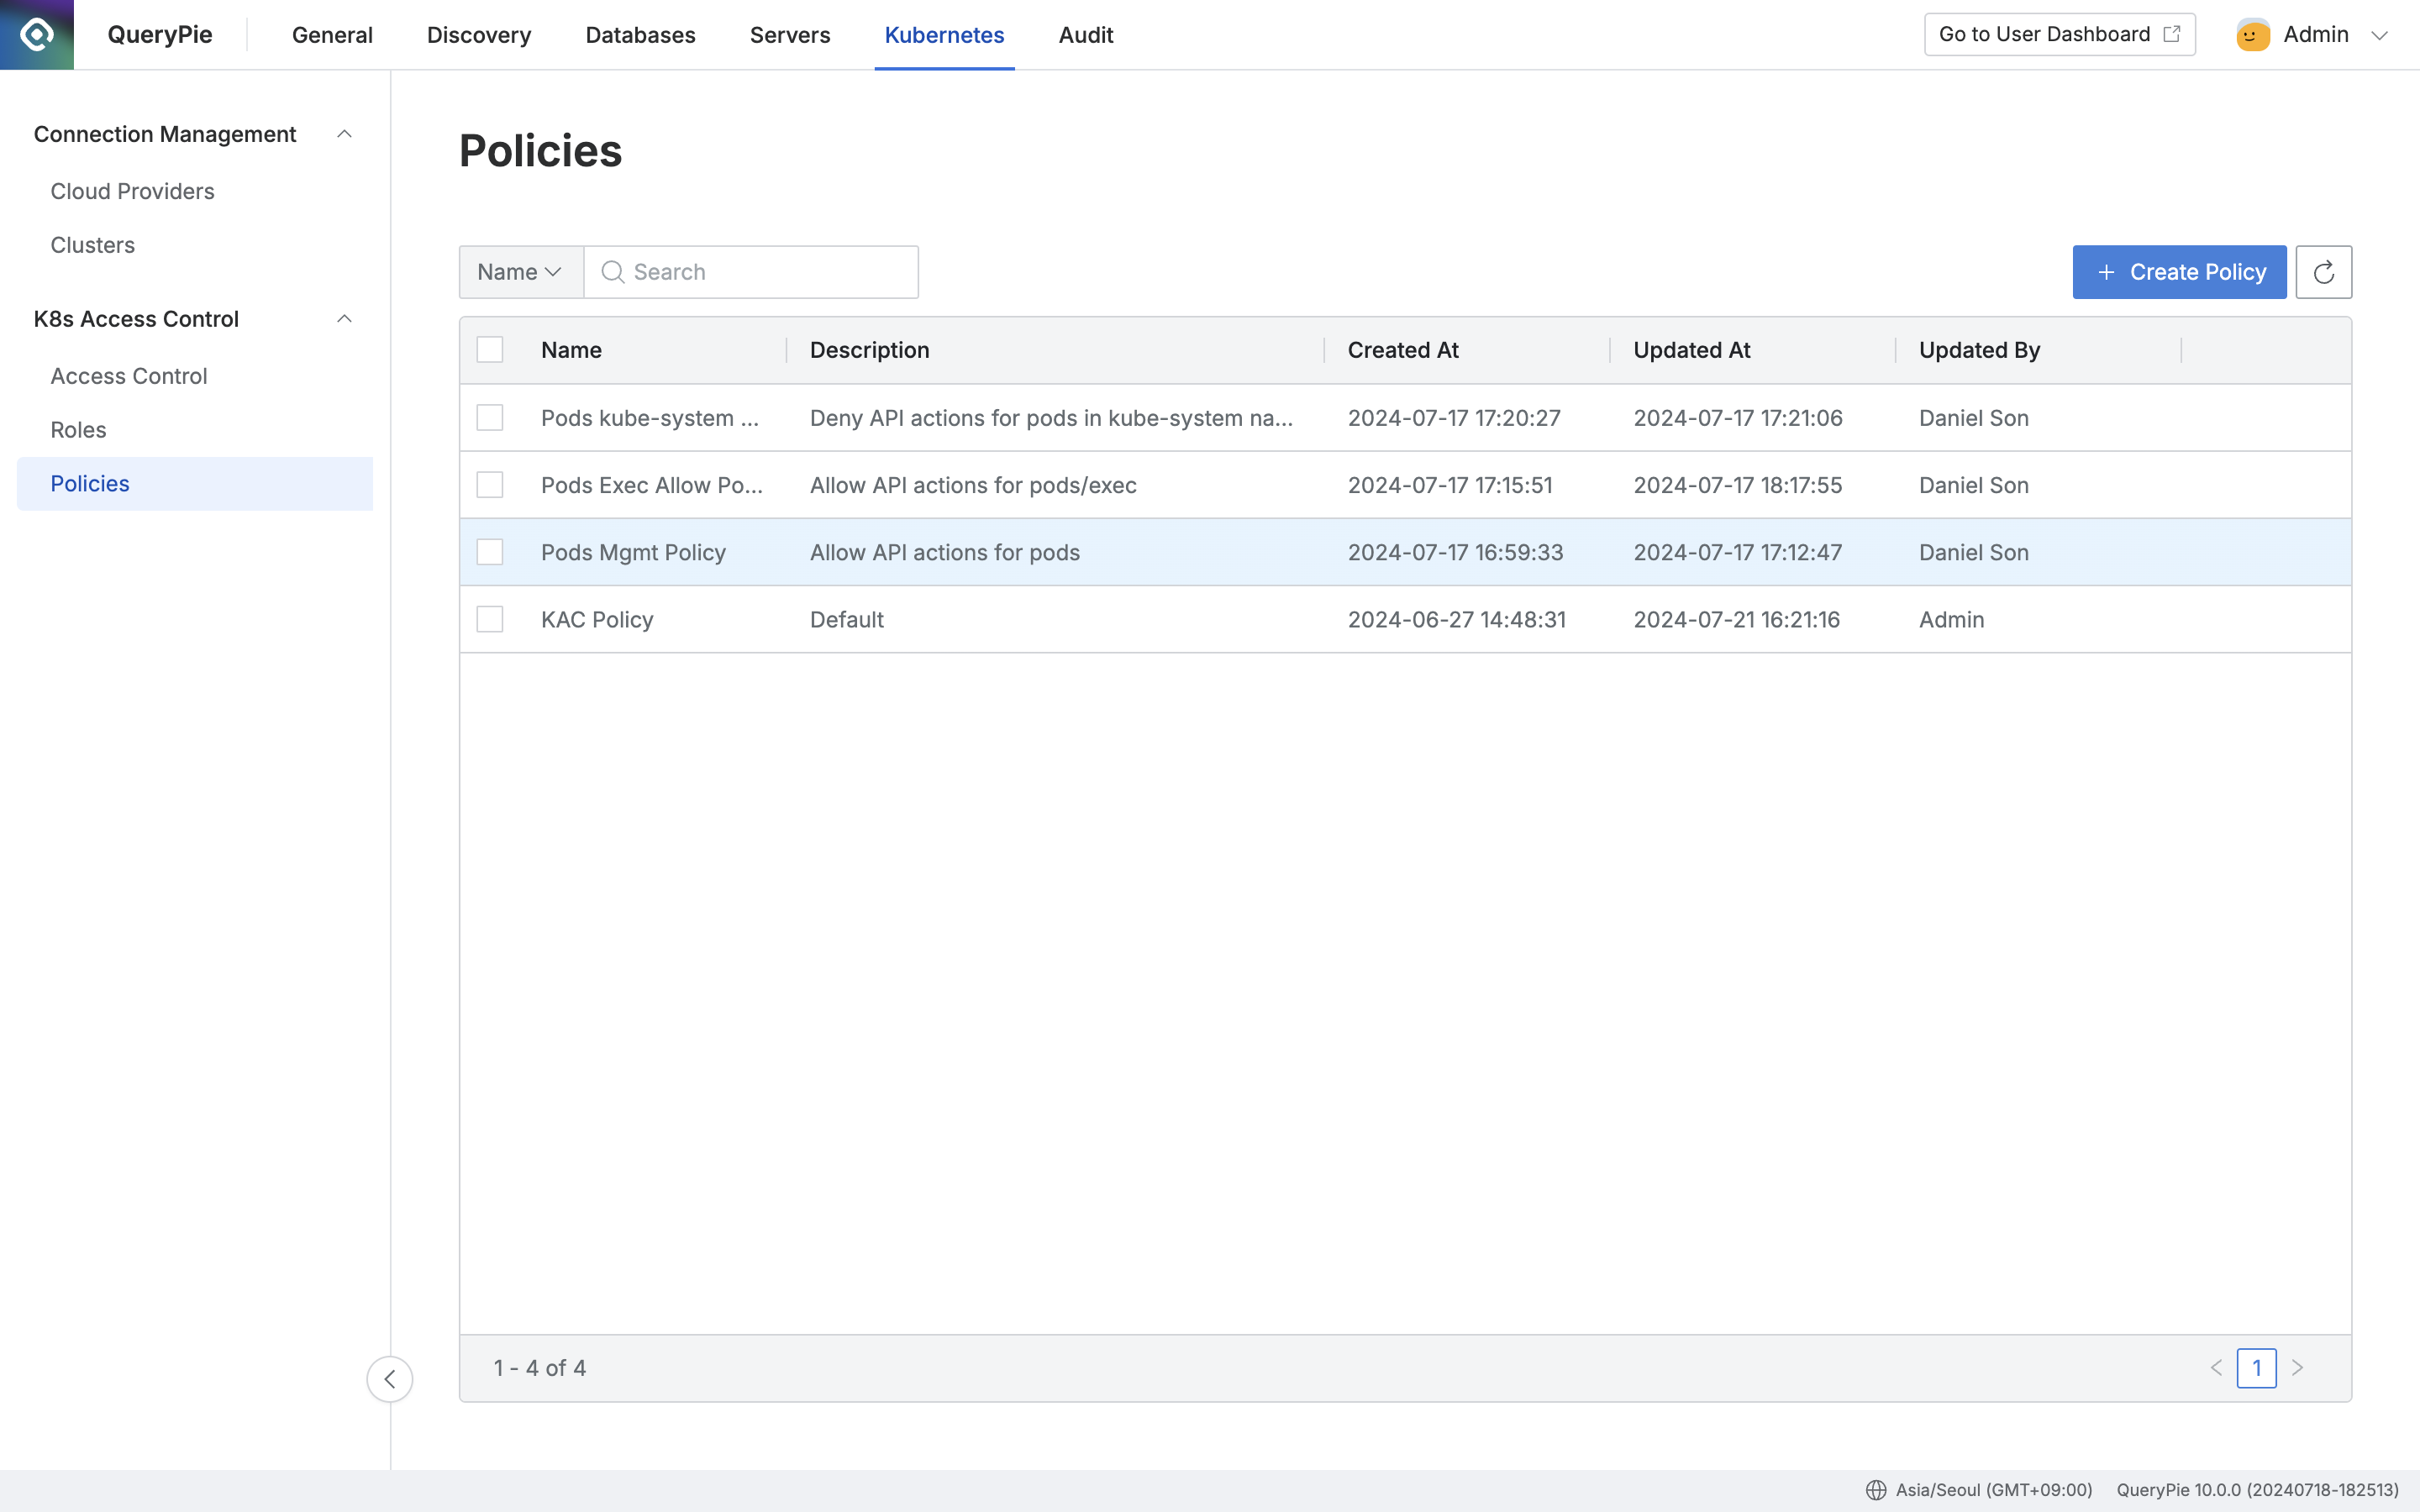 QueryPie General Discovery Databases Servers Kubernetes Audit Go to User Dashboard Admin
Connection Management
Cloud Providers
Clusters
K8s Access Control
Access Control
Roles
Policies
Policies
Name Search + Create Policy
Name Description Created At Updated At Updated By
Pods kube-system ... Deny API actions for pods in kube-system na... 2024-07-17 17:20:27 2024-07-17 17:21:06 Daniel Son
Pods Exec Allow Po... Allow API actions for pods/exec 2024-07-17 17:15:51 2024-07-17 18:17:55 Daniel Son
Pods Mgmt Policy Allow API actions for pods 2024-07-17 16:59:33 2024-07-17 17:12:47 Daniel Son
KAC Policy Default 2024-06-27 14:48:31 2024-07-21 16:21:16 Admin
1 - 4 of 4 1
Asia/Seoul (GMT+09:00) QueryPie 10.0.0 (20240718-182513)